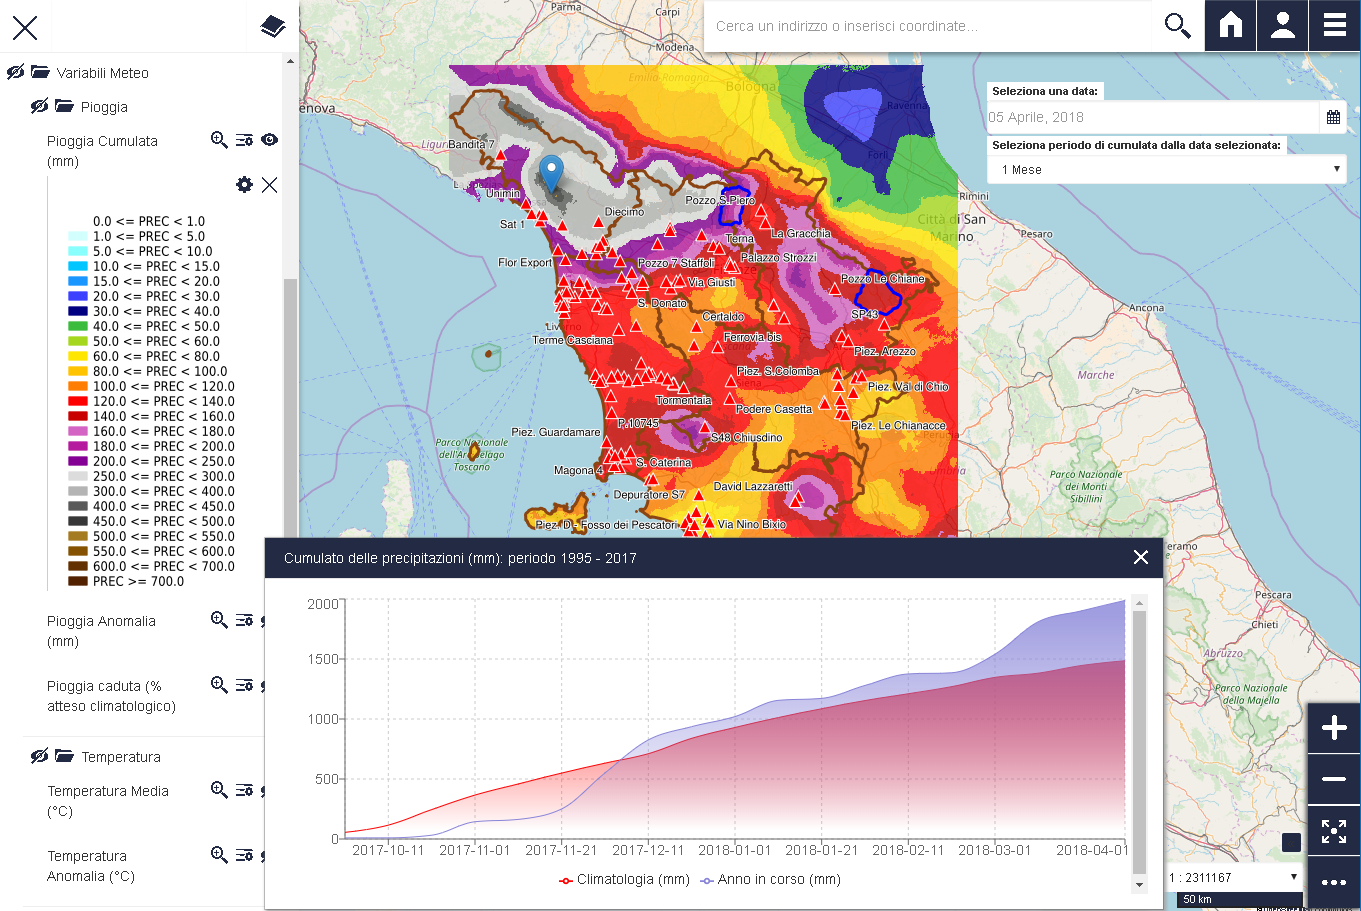 Cerca un indirizzo o inserisci coordinate...
Variabili Meteo
Pioggia
Pioggia Cumulata
(mm)
0.0 <= PREC < 1.0
1.0 <= PREC < 5.0
5.0 <= PREC < 10.0
10.0 <= PREC < 15.0
15.0 <= PREC < 20.0
20.0 <= PREC < 30.0
30.0 <= PREC < 40.0
40.0 <= PREC < 50.0
50.0 <= PREC < 60.0
60.0 <= PREC < 80.0
80.0 <= PREC < 100.0
100.0 <= PREC < 120.0
120.0 <= PREC < 140.0
140.0 <= PREC < 160.0
160.0 <= PREC < 180.0
180.0 <= PREC < 200.0
200.0 <= PREC < 250.0
250.0 <= PREC < 300.0
300.0 <= PREC < 400.0
400.0 <= PREC < 450.0
450.0 <= PREC < 500.0
500.0 <= PREC < 550.0
550.0 <= PREC < 600.0
600.0 <= PREC < 700.0
PREC >= 700.0
Pioggia Anomalia
(mm)
Pioggia caduta (%
atteso climatologico)
Temperatura
Temperatura Media
(°C)
Temperatura
Anomalia (°C)
Seleziona una data:
05 Aprile, 2018
Seleziona periodo di cumulata dalla data selezionata:
1 Mese
Parma
Carpi
Modena
Emilia-Romagna
Bologna
Ravenna
Forlì
Rimini
enova
Bandita 7
Unimin
Sat 1
Diecimo
Pozzo S.Piero
Terna
La Gracchia
Città di San
Marino
Pesaro
Flor Export
Pozzo 7 Staffoli
Palazzo Strozzi
Via Giusti
Pozzo Le Chiane
S. Donato
Certaldo
SP43
Ancona
Livorno
Terme Casciana
Ferrovia bis
Piez. Arezzo
Piez. S.Colomba
Siena
Marche
Piez. Val di Chio
Tormentaia
Podere Casetta
P.10745
Piez. Guardamare
S48 Chiusdino
Piez. Le Chianacce
Perugia
Parco Nazionale
dell'Arcipelago
Toscano
Magona 4
S. Caterina
David Lazzaretti
Depuratore S7
Piez. D - Fosso dei Pescatori
Via Nino Bixio
Parco Nazionale
dei Monti
Sibillini
eramo
Pescara
Chieti
Abruzzo
Parco Nazionale
della Majella
Cumulato delle precipitazioni (mm): periodo 1995 - 2017
2000
1500
1000
500
0
2017-10-11 2017-11-01 2017-11-21 2017-12-11 2018-01-01 2018-01-21 2018-02-11 2018-03-01 2018-04-01
Climatologia (mm) Anno in corso (mm)
1 : 2311167
50 km